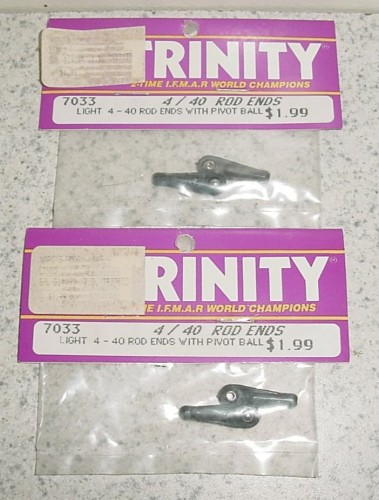 TRINITY
-TIME I.F.M.A.R WORLD CHAMPIONS
7033 4/40 ROD ENDS
LIGHT 4-40 ROD ENDS WITH PIVOT BALL $1.99
TRINITY
TIME I.F.M.A.R WORLD CHAMPIONS
7033 4/40 ROD ENDS
LIGHT 4-40 ROD ENDS WITH PIVOT BALL $1.99